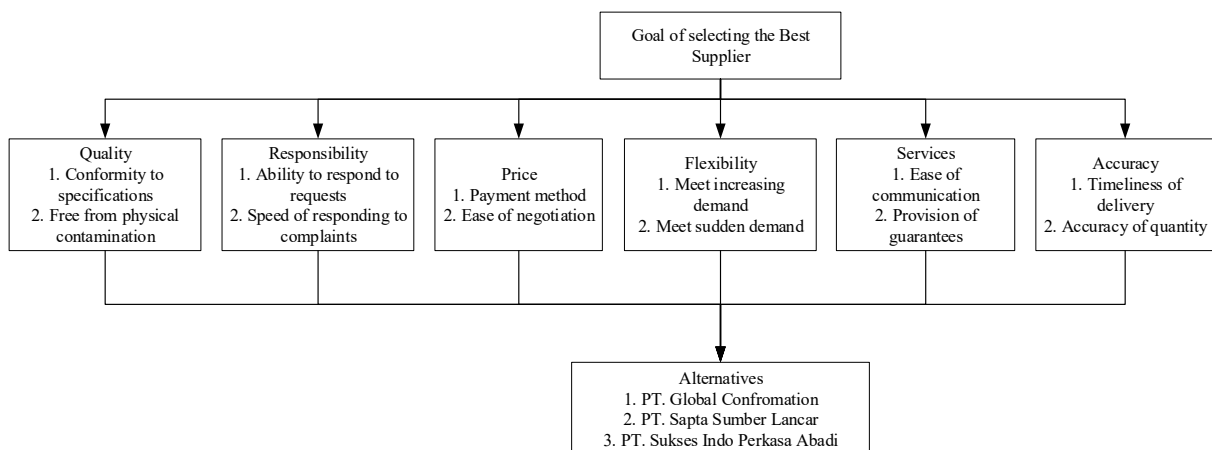 Goal of selecting the Best
Supplier
Quality
1. Conformity to
specifications
2. Free from physical
contamination
Responsibility
1. Ability to respond to
requests
2. Speed of responding to
complaints
Price
1. Payment method
2. Ease of negotiation
Flexibility
1. Meet increasing
demand
2. Meet sudden demand
Services
1. Ease of
communication
2. Provision of
guarantees
Accuracy
1. Timeliness of
delivery
2. Accuracy of quantity
Alternatives
1. PT. Global Confromation
2. PT. Sapta Sumber Lancar
3. PT. Sukses Indo Perkasa Abadi